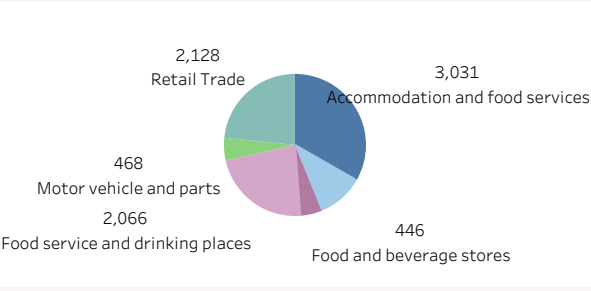 2,128
Retail Trade
3,031
Accommodation and food services
468
Motor vehicle and parts
2,066
Food service and drinking places
446
Food and beverage stores